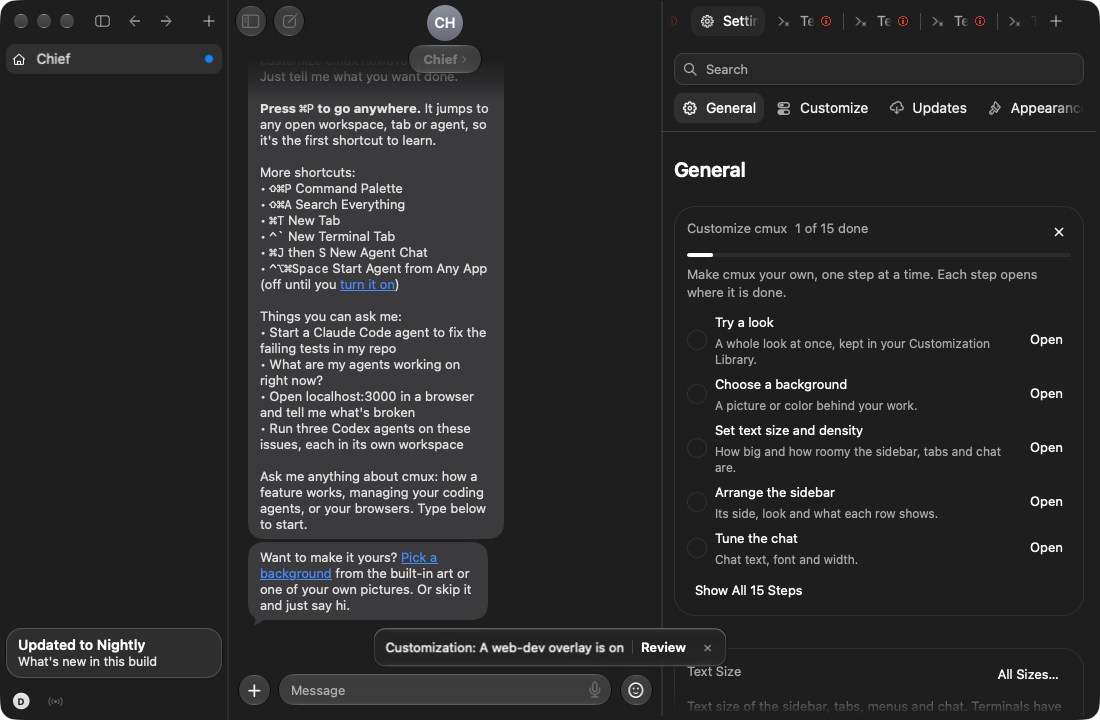 Chief
Updated to Nightly
What's new in this build
D
CH
Chief ›
Just tell me what you want done.
Press ⌘P to go anywhere. It jumps to
any open workspace, tab or agent, so
it's the first shortcut to learn.
More shortcuts:
• ⇧⌘P Command Palette
• ⇧⌘A Search Everything
• ⌘T New Tab
• ^` New Terminal Tab
• ⌘J then S New Agent Chat
• ^⌥⌘Space Start Agent from Any App
(off until you turn it on)
Things you can ask me:
• Start a Claude Code agent to fix the
failing tests in my repo
• What are my agents working on
right now?
• Open localhost:3000 in a browser
and tell me what's broken
• Run three Codex agents on these
issues, each in its own workspace
Ask me anything about cmux: how a
feature works, managing your coding
agents, or your browsers. Type below
to start.
Want to make it yours? Pick a
background from the built-in art or
one of your own pictures. Or skip it
and just say hi.
Customization: A web-dev overlay is on Review
Message
Settin Te Te Te
Search
General Customize Updates Appearanc
General
Customize cmux 1 of 15 done
Make cmux your own, one step at a time. Each step opens
where it is done.
Try a look
A whole look at once, kept in your Customization
Library.
Open
Choose a background
A picture or color behind your work.
Open
Set text size and density
How big and how roomy the sidebar, tabs and chat
are.
Open
Arrange the sidebar
Its side, look and what each row shows.
Open
Tune the chat
Chat text, font and width.
Open
Show All 15 Steps
Text Size
All Sizes...
Text size of the sidebar, tabs, menus and chat. Terminals have